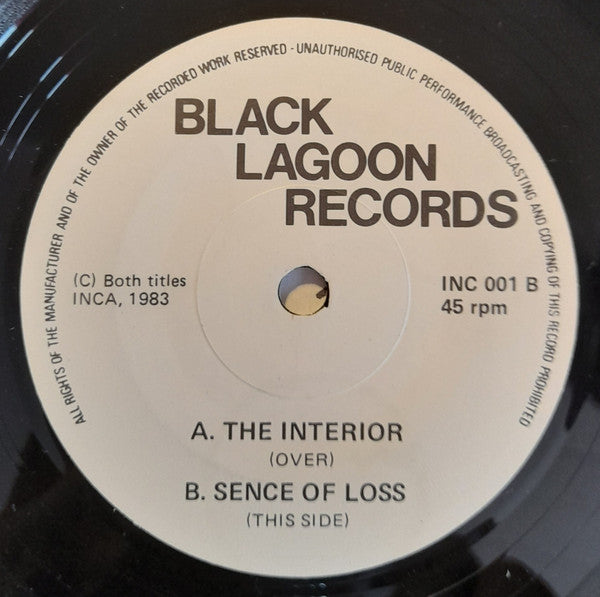 ALL RIGHTS OF THE MANUFACTURER AND OF THE OWNER OF THE RECORDED WORK RESERVED - UNAUTHORISED PUBLIC PERFORMANCE BROADCASTING AND COPYING OF THIS RECORD PROHIBITED
BLACK
LAGOON
RECORDS
(C) Both titles
INCA, 1983
INC 001 B
45 rpm
A. THE INTERIOR
(OVER)
B. SENCE OF LOSS
(THIS SIDE)